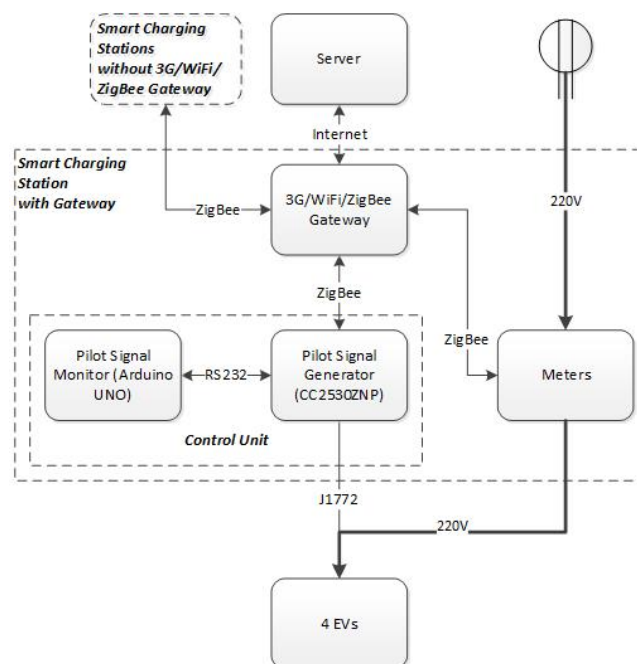 Smart Charging
Stations
without 3G/WiFi/
ZigBee Gateway
Server
Internet
Smart Charging
Station
with Gateway
3G/WiFi/ZigBee
Gateway
ZigBee
220V
ZigBee
ZigBee
Pilot Signal
Monitor (Arduino
UNO)
RS232
Pilot Signal
Generator
(CC2530ZNP)
Meters
Control Unit
J1772
220V
4 EVs